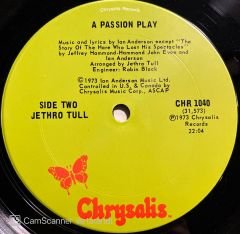 Chrysalis Records
A PASSION PLAY
Music and lyrics by Ian Anderson except "The
Story Of The Hare Who Lost His Spectacles"
by Jeffrey Hammond-Hammond John Evan and
Ian Anderson
Arranged by Jethro Tull
Engineer: Robin Black
©1973 Ian Anderson Music Ltd.
Controlled in U.S. & Canada by
Chrysalis Music Corp., ASCAP
SIDE TWO
JETHRO TULL
CHR 1040
(31,573)
℗1973 Chrysalis
Records
22:04
Chrysalis
CamScanner